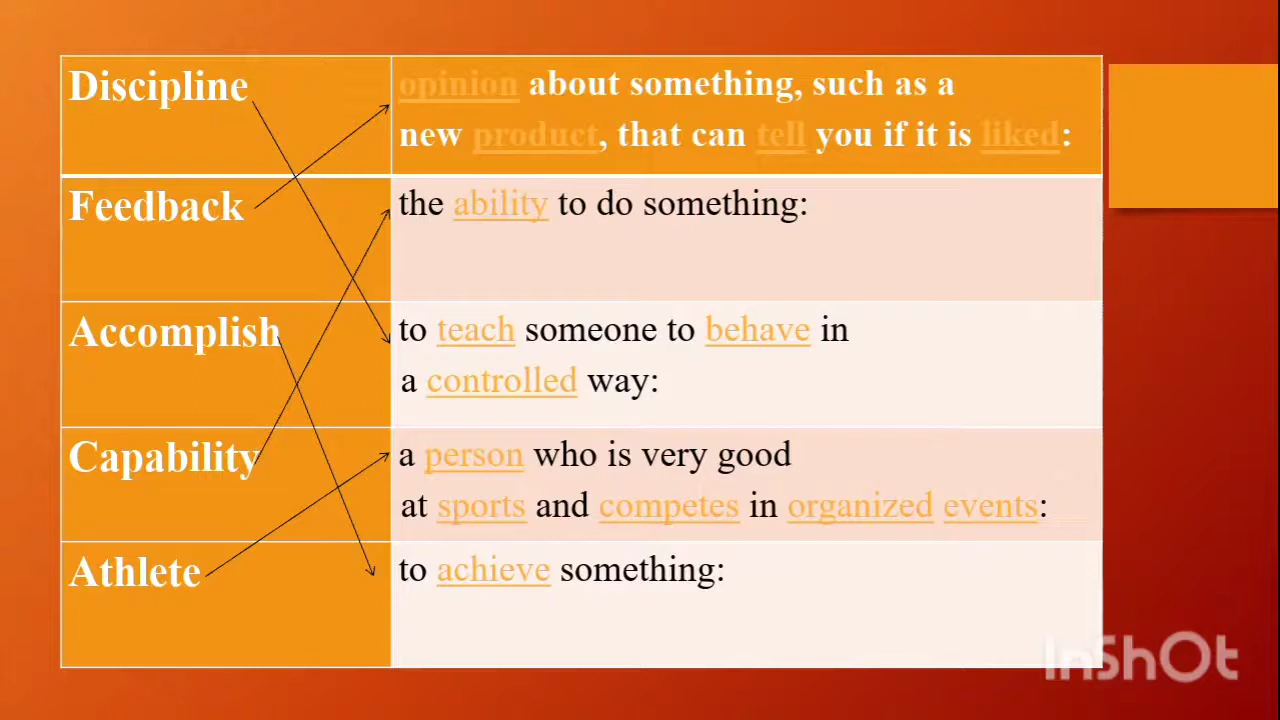 Discipline
opinion about something, such as a
new product, that can tell you if it is liked:
Feedback
the ability to do something:
Accomplish
to teach someone to behave in
a controlled way:
Capability
a person who is very good
at sports and competes in organized events:
Athlete
to achieve something:
InShOt